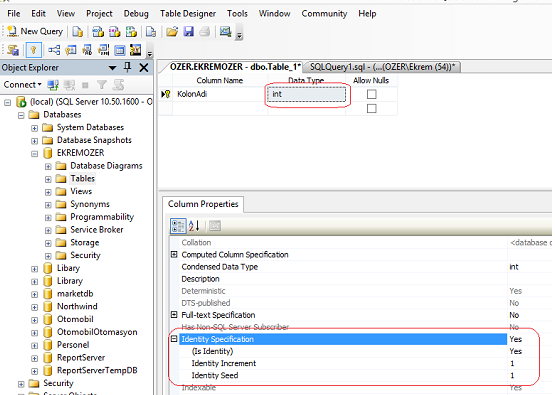 File Edit View Project Debug Table Designer Tools Window Community Help
New Query
Object Explorer
Connect
(local) (SQL Server 10.50.1600 - O
Databases
System Databases
Database Snapshots
EKREMOZER
Database Diagrams
Tables
Views
Synonyms
Programmability
Service Broker
Storage
Security
Libary
Library
marketdb
Northwind
Otomobil
OtomobilOtomasyon
Personel
ReportServer
ReportServerTempDB
Security
Server Objects
OZER.EKREMOZER - dbo.Table_1* SQLQuery1.sql - (...(OZER\Ekrem (54))*
Column Name Data Type Allow Nulls
KolonAdi int
Column Properties
Collation <database
Computed Column Specification
Condensed Data Type int
Description
Deterministic Yes
DTS-published No
Full-text Specification No
Has Non-SQL Server Subscriber No
Identity Specification Yes
(Is Identity) Yes
Identity Increment 1
Identity Seed 1
Indexable Yes